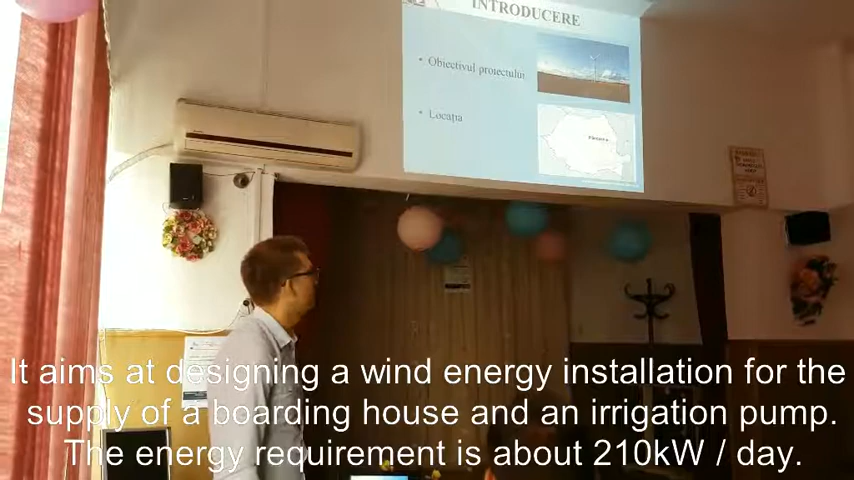 INTRODUCERE
• Obiectivul proiectului
• Locația
It aims at designing a wind energy installation for the
supply of a boarding house and an irrigation pump.
The energy requirement is about 210kW / day.